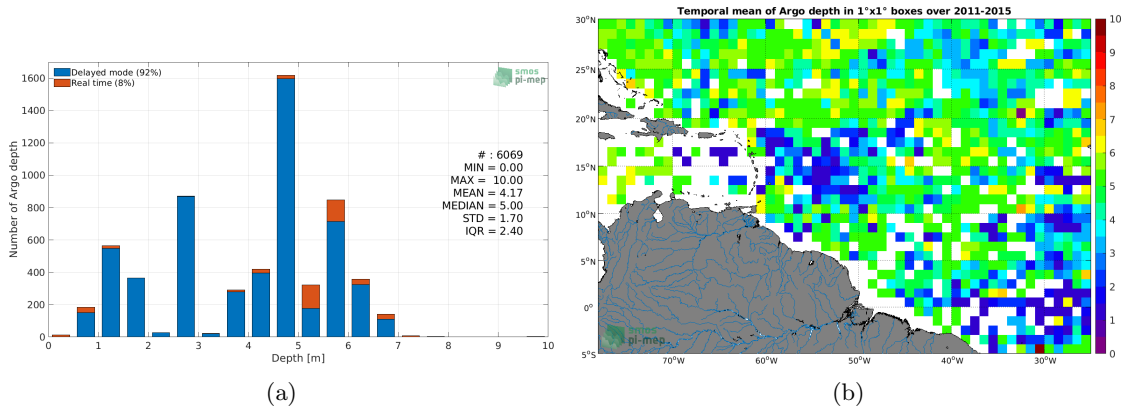 Delayed mode (92%)
Real time (8%)
smos
pi-mep
# : 6069
MIN = 0.00
MAX = 10.00
MEAN = 4.17
MEDIAN = 5.00
STD = 1.70
IQR = 2.40
Number of Argo depth
1600
1400
1200
1000
800
600
400
200
0
0 1 2 3 4 5 6 7 8 9 10
Depth [m]
(a)
Temporal mean of Argo depth in 1°x1° boxes over 2011-2015
30°N
25°N
20°N
15°N
10°N
5°N
0°
5°S
70°W 60°W 50°W 40°W 30°W
smos
pi-mep
10
9
8
7
6
5
4
3
2
1
0
(b)